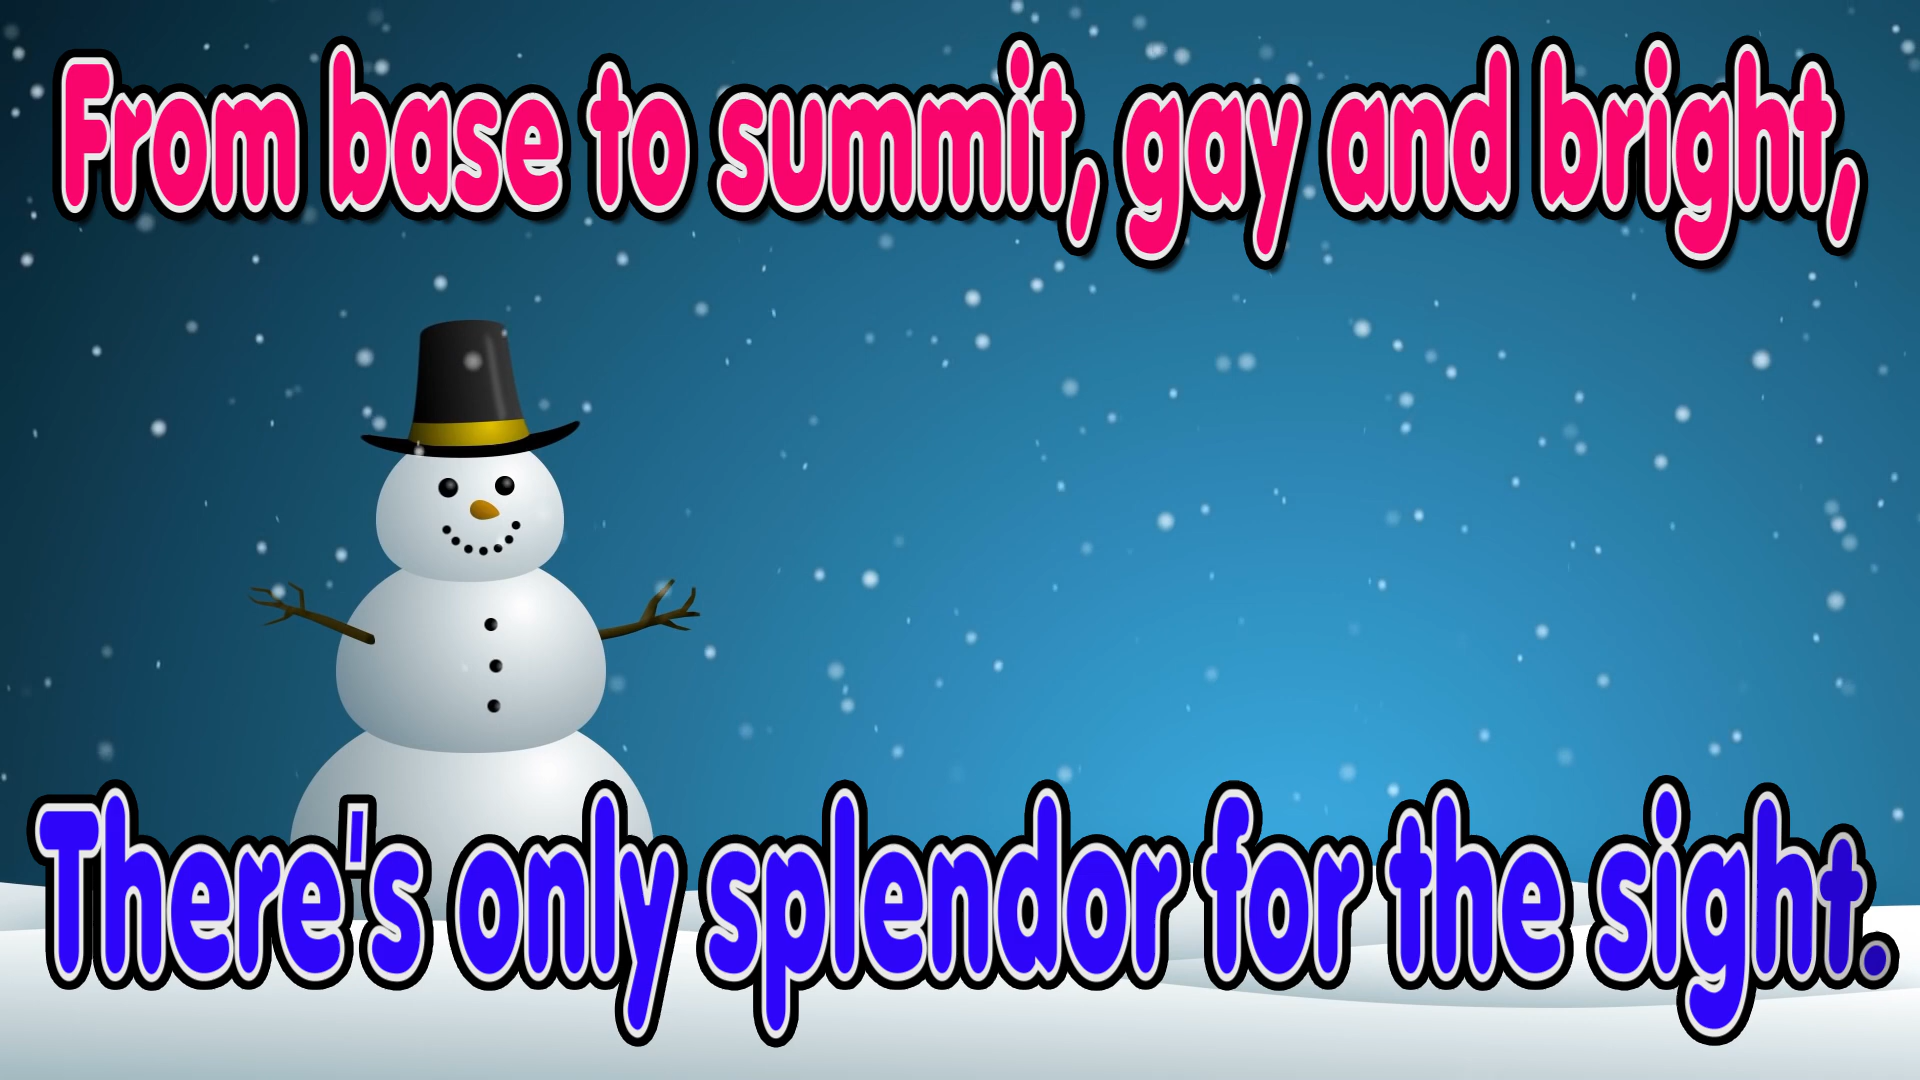 From base to summit, gay and bright,
There's only splendor for the sight.